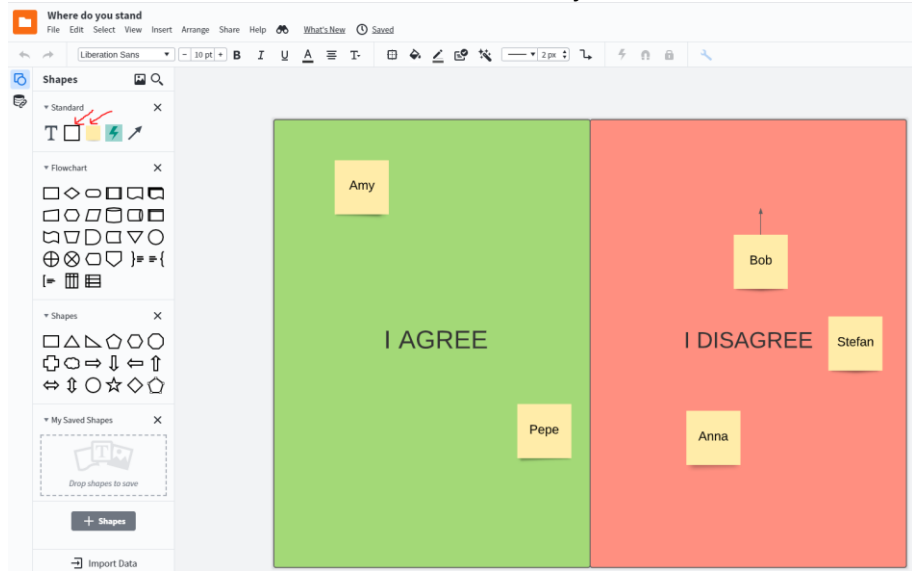 Where do you stand
File Edit Select View Insert Arrange Share Help What's New Saved
Liberation Sans - 10 pt + B I U A T 2 px
Shapes
Standard
T
Flowchart
Shapes
My Saved Shapes
T
Drop shapes to save
+ Shapes
Import Data
Amy
I AGREE
Pepe
Bob
I DISAGREE
Stefan
Anna